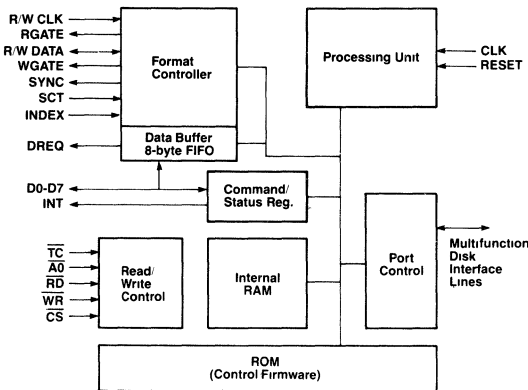 R/W CLK
RGATE
R/W DATA
WGATE
SYNC
SCT
INDEX
DREQ
D0-D7
INT
Format
Controller
Data Buffer
8-byte FIFO
Command/
Status Reg.
Processing Unit
CLK
RESET
TC
A0
RD
WR
CS
Read/
Write
Control
Internal
RAM
Port
Control
Multifunction
Disk
Interface
Lines
ROM
(Control Firmware)